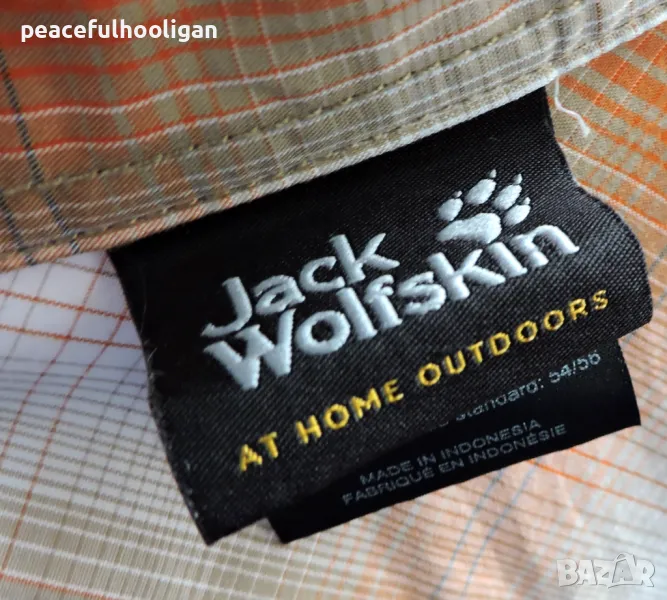 peacefulhooligan
Jack
Wolfskin
AT HOME OUTDOORS
Standard: 54/56
MADE IN INDONESIA
FABRIQUÉ EN INDONÉSIE
BAZAR